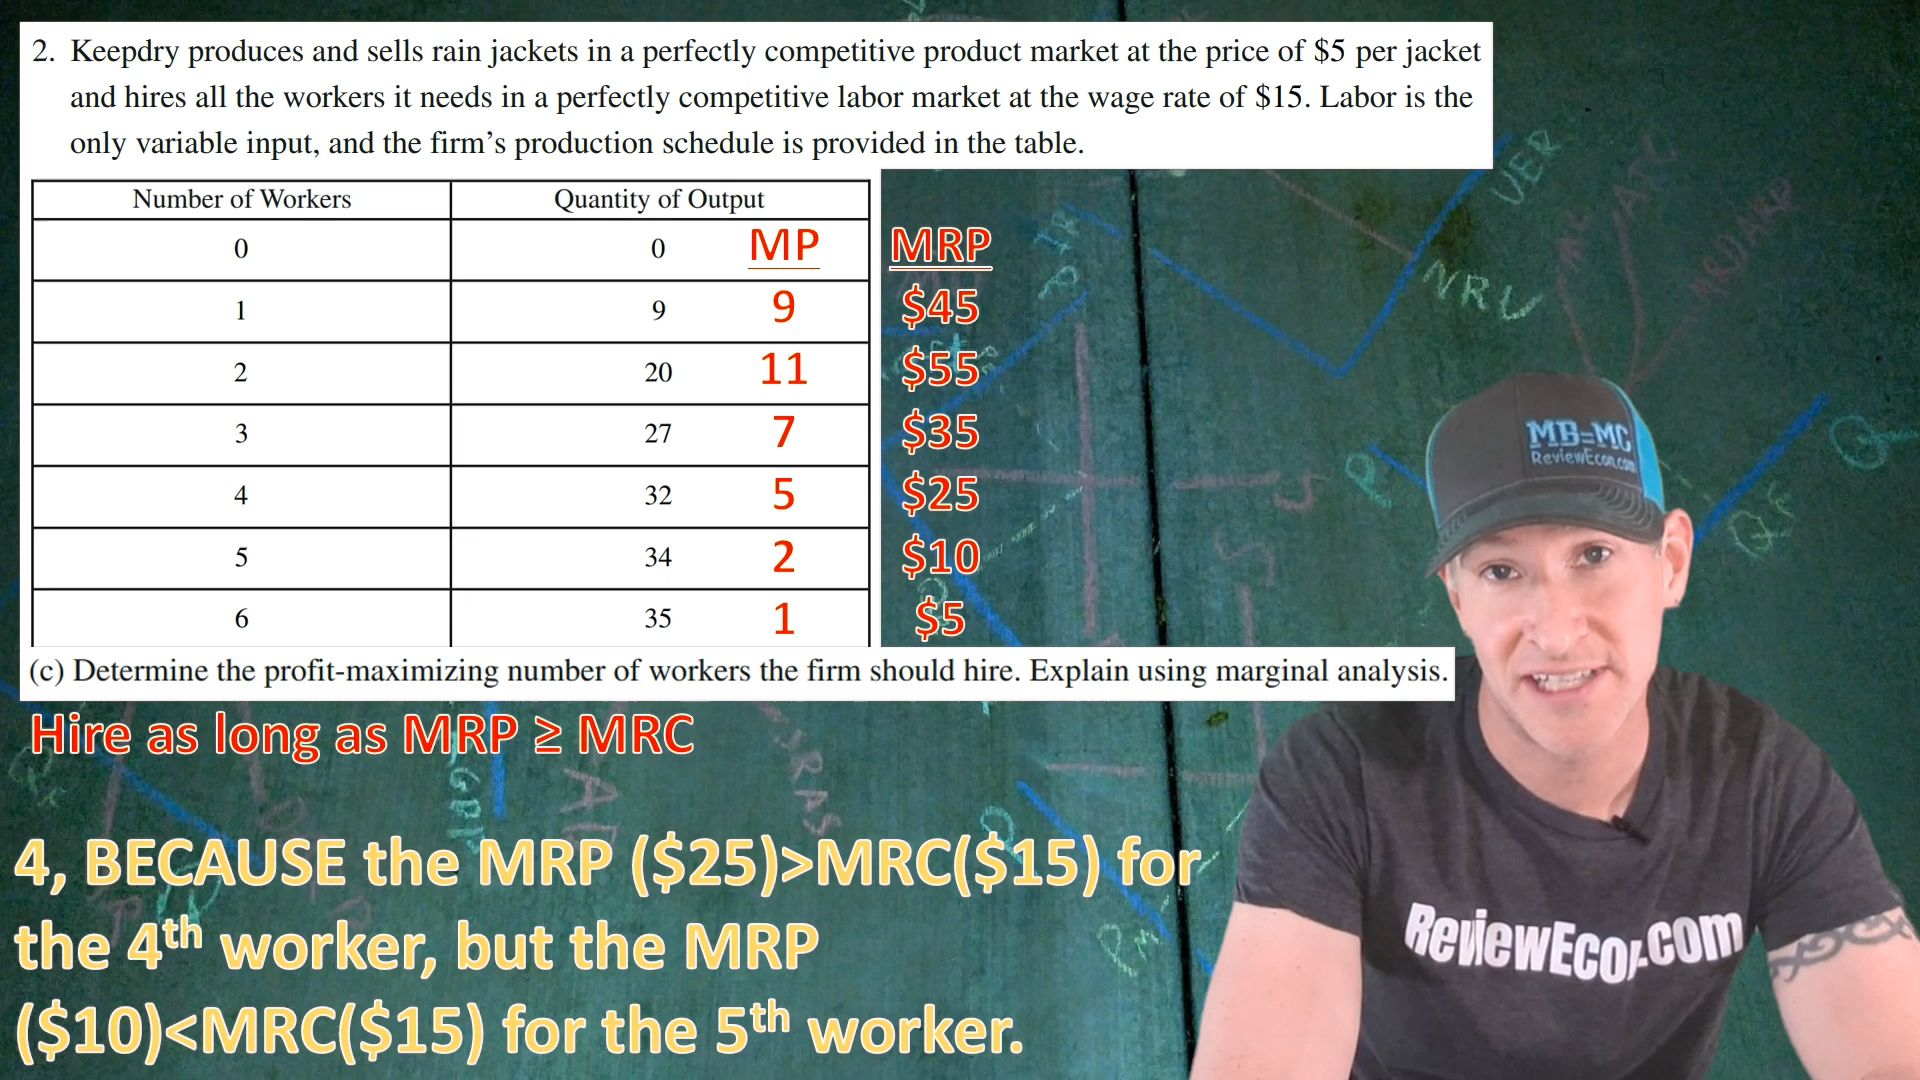 2. Keepdry produces and sells rain jackets in a perfectly competitive product market at the price of $5 per jacket
and hires all the workers it needs in a perfectly competitive labor market at the wage rate of $15. Labor is the
only variable input, and the firm's production schedule is provided in the table.
Number of Workers Quantity of Output
0 0 MP MRP
1 9 9 $45
2 20 11 $55
3 27 7 $35
4 32 5 $25
5 34 2 $10
6 35 1 $5
(c) Determine the profit-maximizing number of workers the firm should hire. Explain using marginal analysis.
Hire as long as MRP ≥ MRC
4, BECAUSE the MRP ($25)>MRC($15) for
the 4th worker, but the MRP
($10)<MRC($15) for the 5th worker.
VER
NRU
MC
ATC
MR=DARP
MB=MC
ReviewEcon.com
ReviewEcon.com